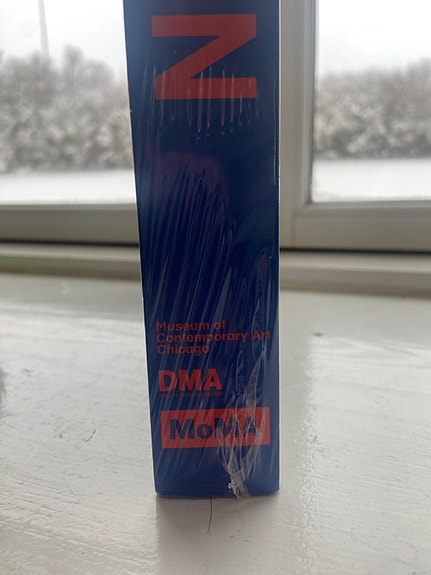 N
Museum of
Contemporary Art
Chicago
DMA
MoMA